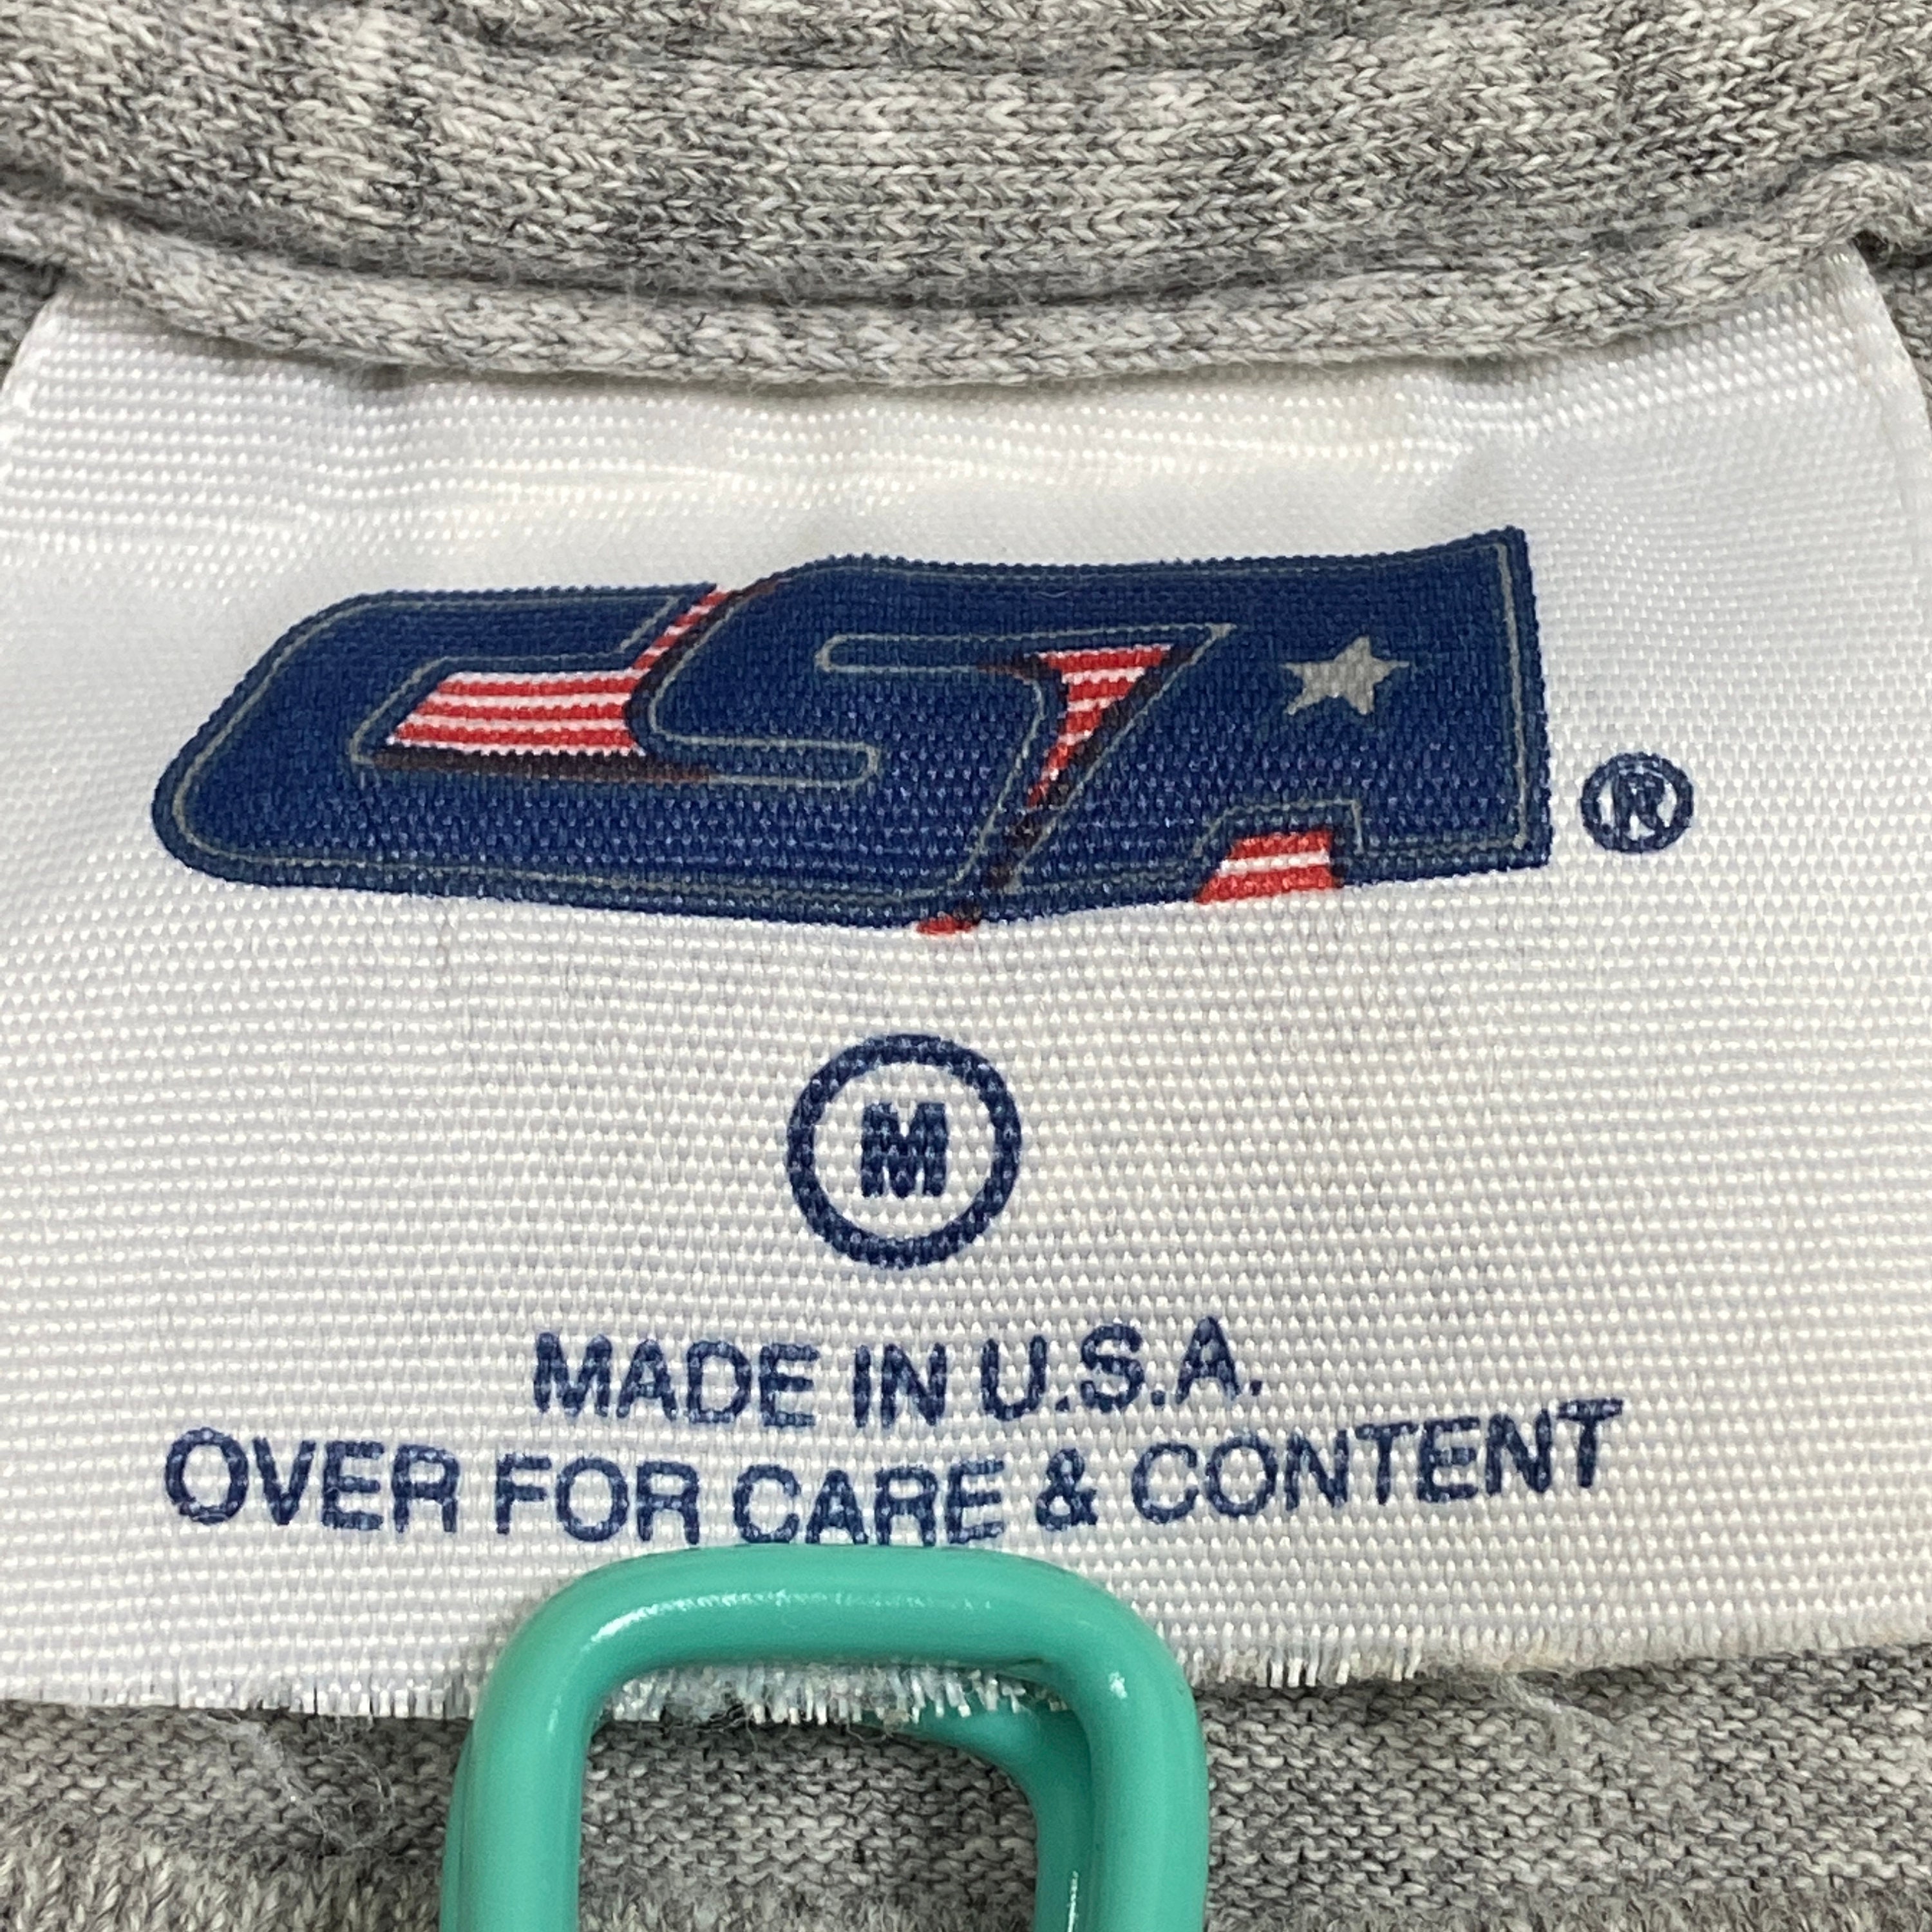 CSA ®
M
MADE IN U.S.A.
OVER FOR CARE & CONTENT